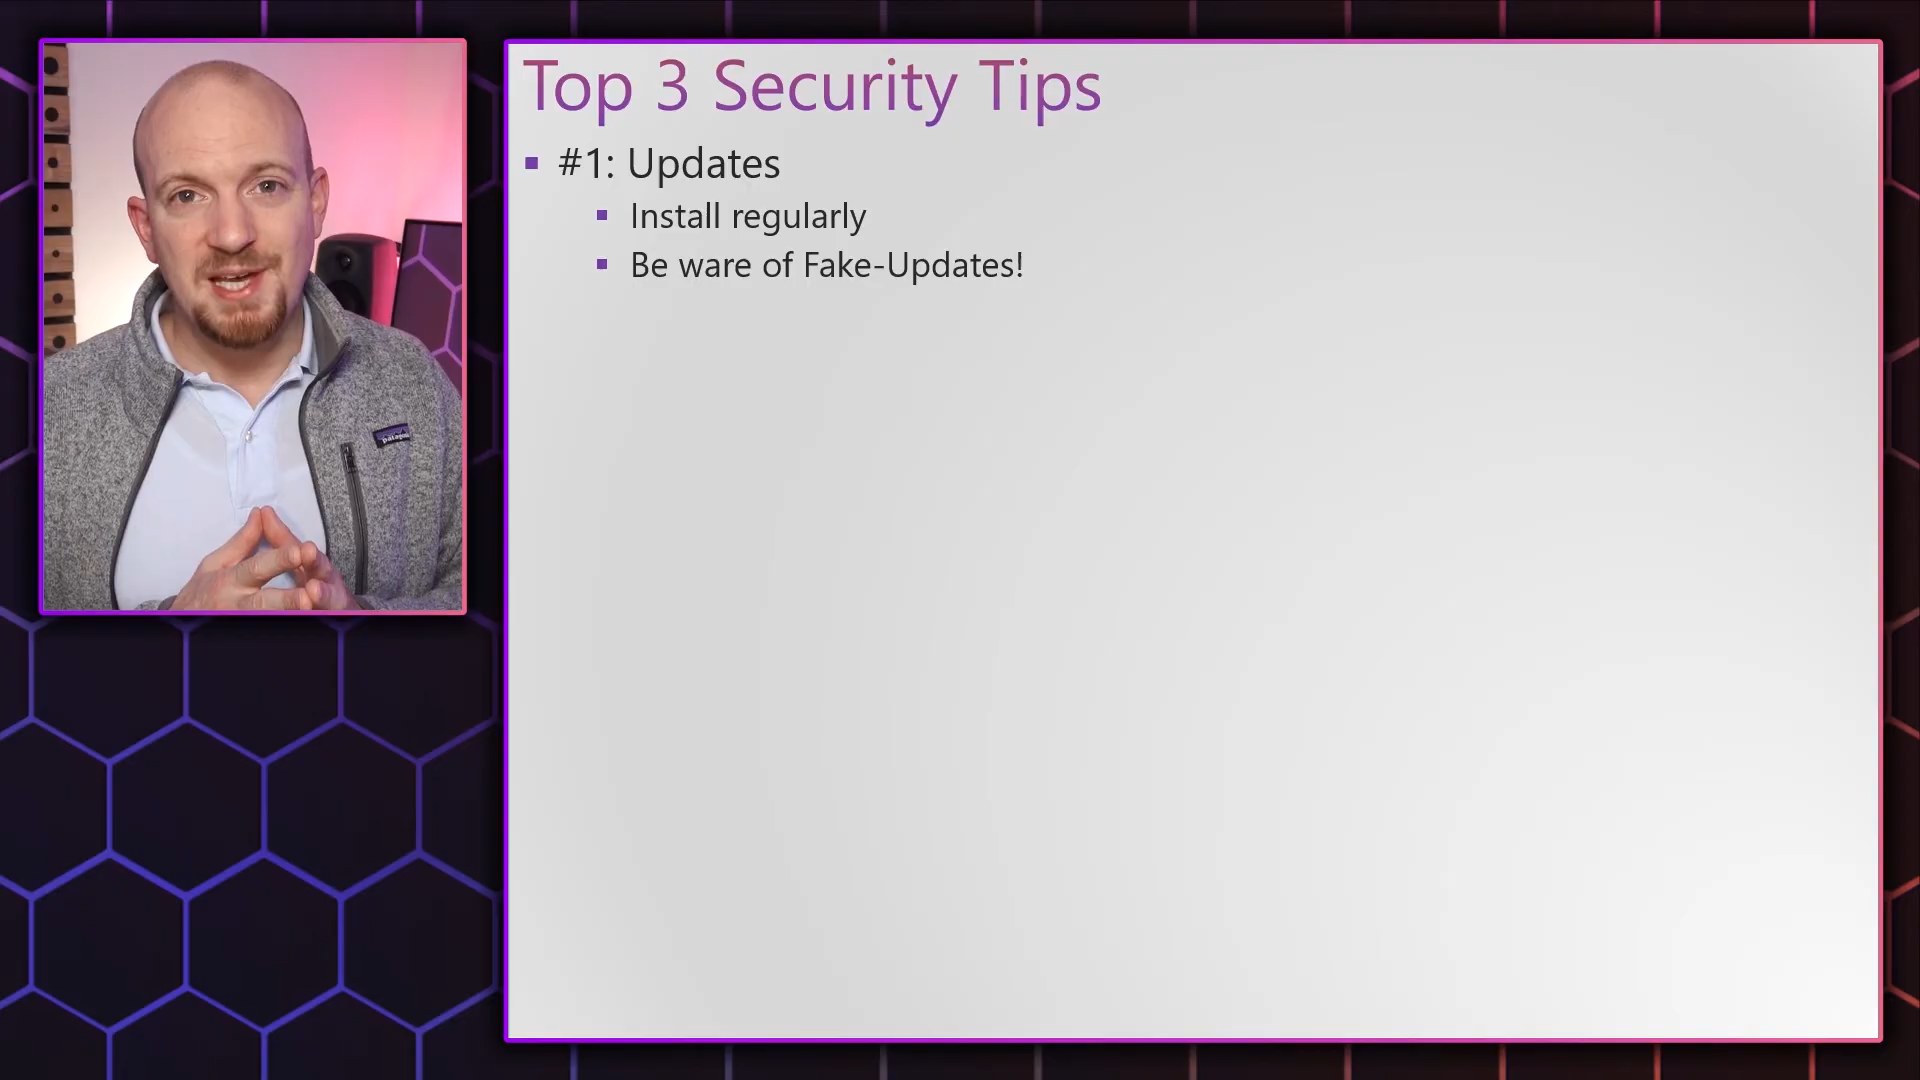 Top 3 Security Tips
#1: Updates
Install regularly
Be ware of Fake-Updates!